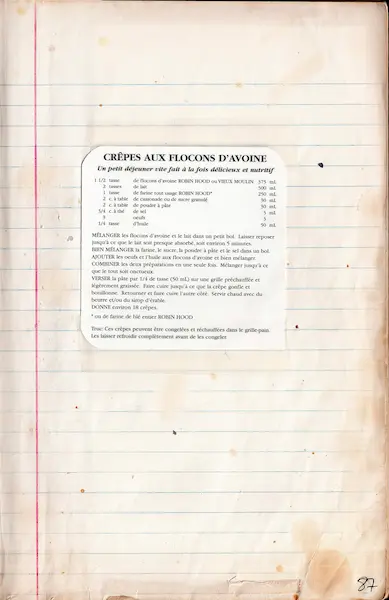 CRÊPES AUX FLOCONS D'AVOINE
Un petit déjeuner vite fait à la fois délicieux et nutritif
1 1/2 tasse de flocons d'avoine ROBIN HOOD ou VIEUX MOULIN 375 mL
2 tasses de lait 500 mL
1 tasse de farine tout usage ROBIN HOOD* 250 mL
2 c. à table de cassonade ou de sucre granulé 30 mL
2 c. à table de poudre à pâte 30 mL
3/4 c. à thé de sel 3 mL
3 oeufs 3
1/4 tasse d'huile 50 mL
MÉLANGER les flocons d'avoine et le lait dans un petit bol. Laisser reposer
jusqu'à ce que le lait soit presque absorbé, soit environ 5 minutes.
BIEN MÉLANGER la farine, le sucre, la poudre à pâte et le sel dans un bol.
AJOUTER les oeufs et l'huile aux flocons d'avoine et bien mélanger.
COMBINER les deux préparations en une seule fois. Mélanger jusqu'à ce
que le tout soit onctueux.
VERSER la pâte par 1/4 de tasse (50 mL) sur une grille préchauffée et
légèrement graissée. Faire cuire jusqu'à ce que la crêpe gonfle et
bouillonne. Retourner et faire cuire l'autre côté. Servir chaud avec du
beurre et/ou du sirop d'érable.
DONNE environ 18 crêpes.
* ou de farine de blé entier ROBIN HOOD
Truc: Ces crêpes peuvent être congelées et réchauffées dans le grille-pain.
Les laisser refroidir complètement avant de les congeler
87